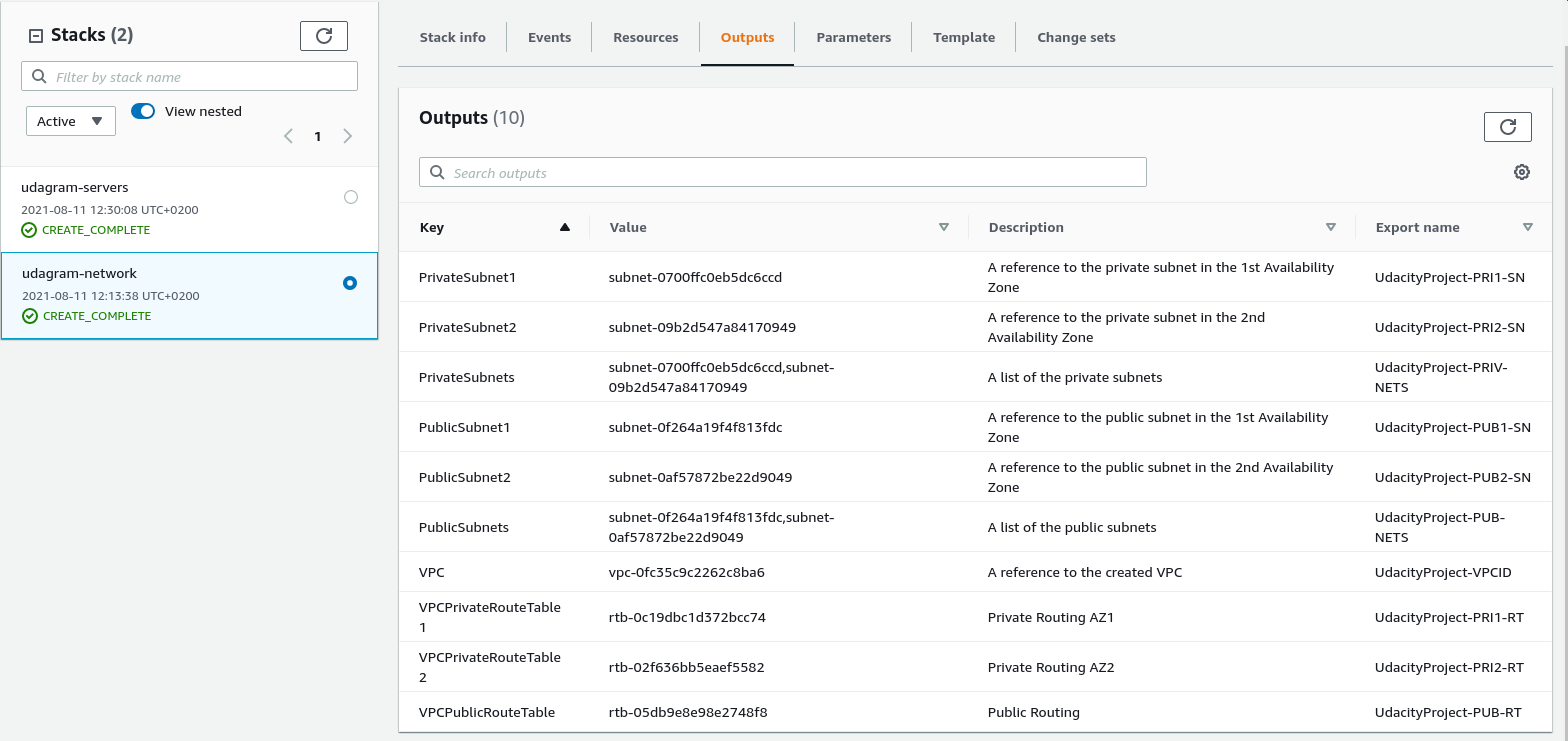 Stacks (2)
Filter by stack name
Active
View nested
1
udagram-servers
2021-08-11 12:30:08 UTC+0200
CREATE_COMPLETE
udagram-network
2021-08-11 12:13:38 UTC+0200
CREATE_COMPLETE
Stack info Events Resources Outputs Parameters Template Change sets
Outputs (10)
Search outputs
Key Value Description Export name
PrivateSubnet1 subnet-0700ffc0eb5dc6ccd A reference to the private subnet in the 1st Availability UdacityProject-PRI1-SN
Zone
PrivateSubnet2 subnet-09b2d547a84170949 A reference to the private subnet in the 2nd UdacityProject-PRI2-SN
Availability Zone
PrivateSubnets subnet-0700ffc0eb5dc6ccd,subnet- A list of the private subnets UdacityProject-PRIV-
09b2d547a84170949 NETS
PublicSubnet1 subnet-0f264a19f4f813fdc A reference to the public subnet in the 1st Availability UdacityProject-PUB1-SN
Zone
PublicSubnet2 subnet-0af57872be22d9049 A reference to the public subnet in the 2nd Availability UdacityProject-PUB2-SN
Zone
PublicSubnets subnet-0f264a19f4f813fdc,subnet- A list of the public subnets UdacityProject-PUB-
0af57872be22d9049 NETS
VPC vpc-0fc35c9c2262c8ba6 A reference to the created VPC UdacityProject-VPCID
VPCPrivateRouteTable rtb-0c19dbc1d372bcc74 Private Routing AZ1 UdacityProject-PRI1-RT
1
VPCPrivateRouteTable rtb-02f636bb5eaef5582 Private Routing AZ2 UdacityProject-PRI2-RT
2
VPCPublicRouteTable rtb-05db9e8e98e2748f8 Public Routing UdacityProject-PUB-RT